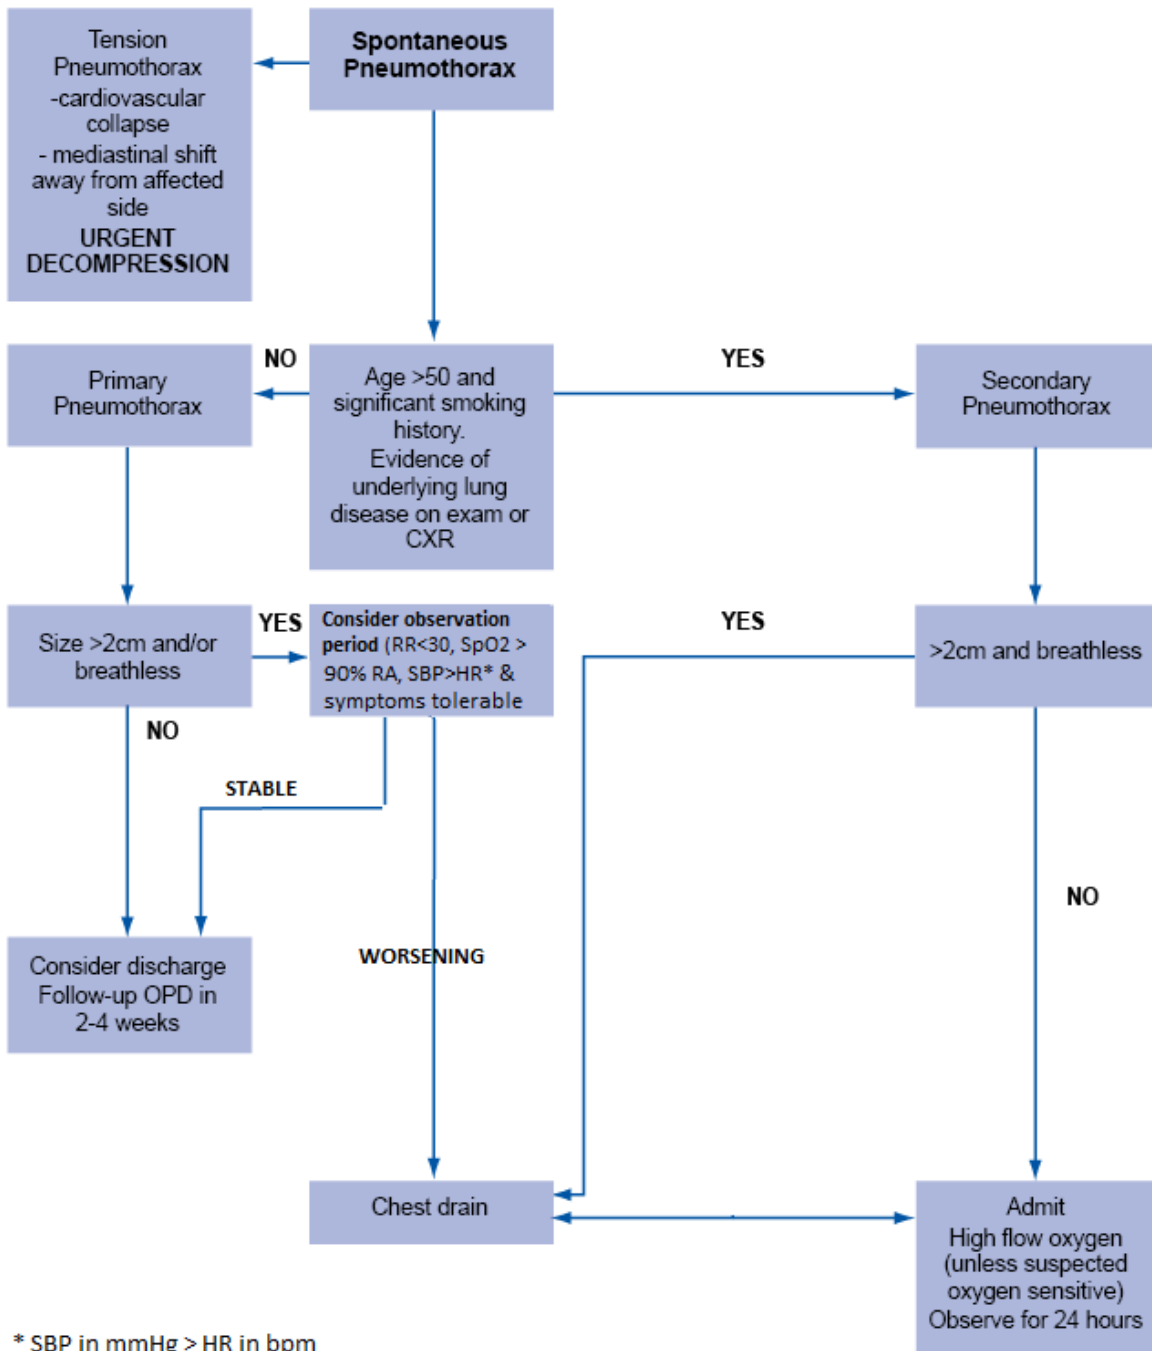 Tension
Pneumothorax
-cardiovascular
collapse
- mediastinal shift
away from affected
side
URGENT
DECOMPRESSION
Spontaneous
Pneumothorax
NO
YES
Primary
Pneumothorax
Age >50 and
significant smoking
history.
Evidence of
underlying lung
disease on exam or
CXR
Secondary
Pneumothorax
Size >2cm and/or
breathless
YES
Consider observation
period (RR<30, SpO2 >
90% RA, SBP>HR* &
symptoms tolerable
YES
>2cm and breathless
NO
STABLE
NO
WORSENING
Consider discharge
Follow-up OPD in
2-4 weeks
Chest drain
Admit
High flow oxygen
(unless suspected
oxygen sensitive)
Observe for 24 hours
* SBP in mmHg > HR in bpm